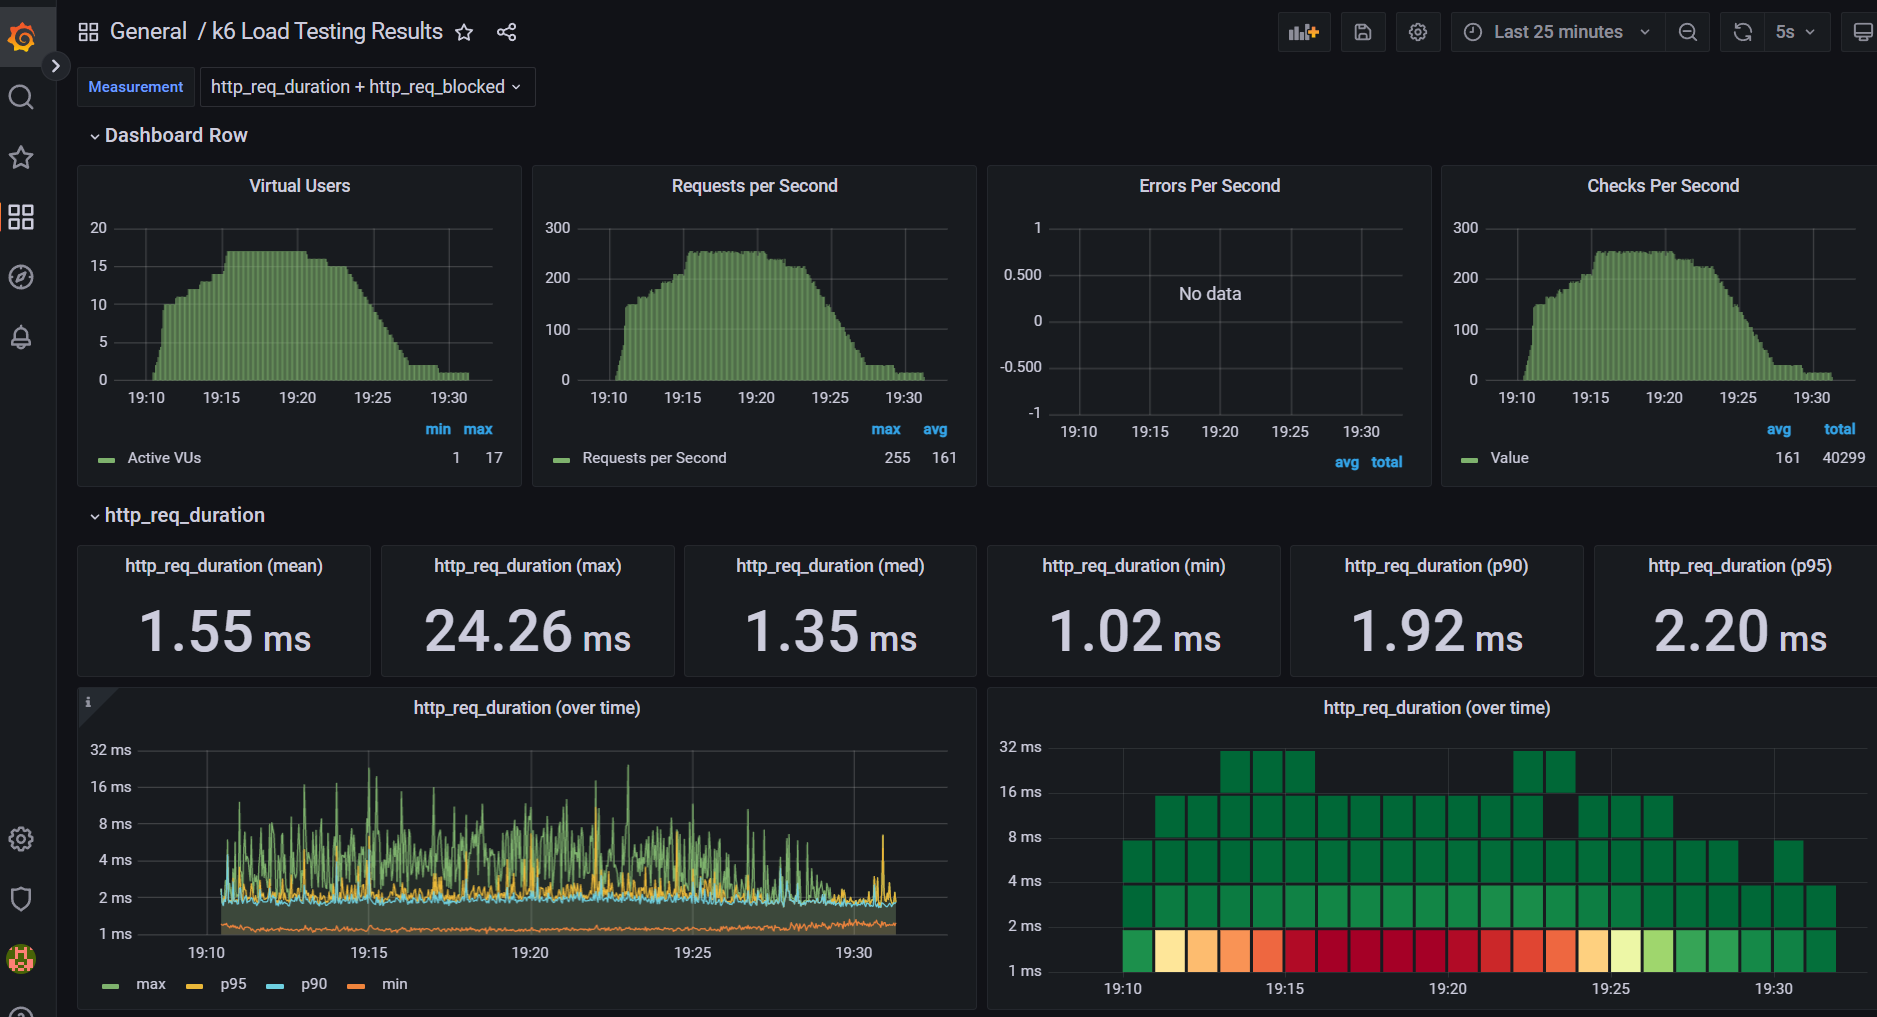 General / k6 Load Testing Results
Last 25 minutes
5s
Measurement
http_req_duration + http_req_blocked
Dashboard Row
Virtual Users
20
15
10
5
0
19:10 19:15 19:20 19:25 19:30
min max
Active VUs 1 17
Requests per Second
300
200
100
0
19:10 19:15 19:20 19:25 19:30
max avg
Requests per Second 255 161
Errors Per Second
1
0.500
0
-0.500
-1
No data
19:10 19:15 19:20 19:25 19:30
avg total
Checks Per Second
300
200
100
0
19:10 19:15 19:20 19:25 19:30
avg total
Value 161 40299
http_req_duration
http_req_duration (mean)
1.55 ms
http_req_duration (max)
24.26 ms
http_req_duration (med)
1.35 ms
http_req_duration (min)
1.02 ms
http_req_duration (p90)
1.92 ms
http_req_duration (p95)
2.20 ms
i
http_req_duration (over time)
32 ms
16 ms
8 ms
4 ms
2 ms
1 ms
19:10 19:15 19:20 19:25 19:30
max p95 p90 min
http_req_duration (over time)
32 ms
16 ms
8 ms
4 ms
2 ms
1 ms
19:10 19:15 19:20 19:25 19:30